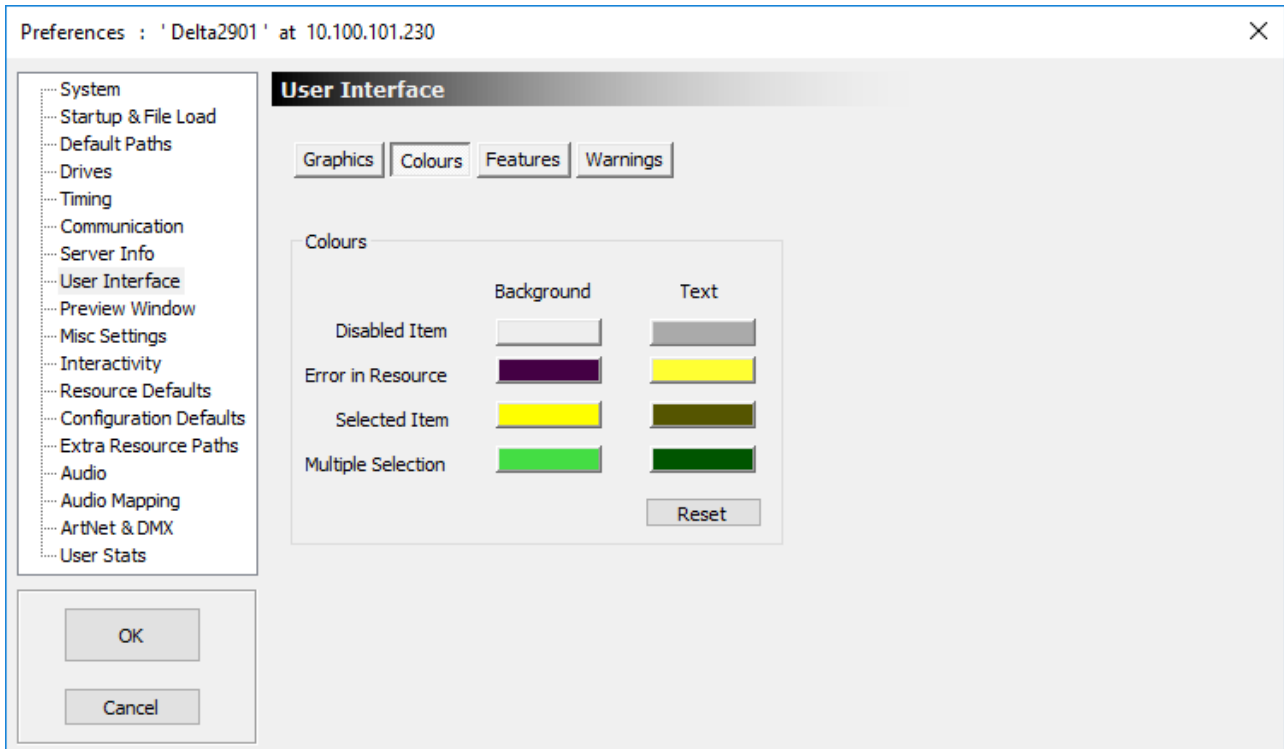 Preferences : ' Delta2901 ' at 10.100.101.230
System
Startup & File Load
Default Paths
Drives
Timing
Communication
Server Info
User Interface
Preview Window
Misc Settings
Interactivity
Resource Defaults
Configuration Defaults
Extra Resource Paths
Audio
Audio Mapping
ArtNet & DMX
User Stats
OK
Cancel
User Interface
Graphics Colours Features Warnings
Colours
Background Text
Disabled Item
Error in Resource
Selected Item
Multiple Selection
Reset